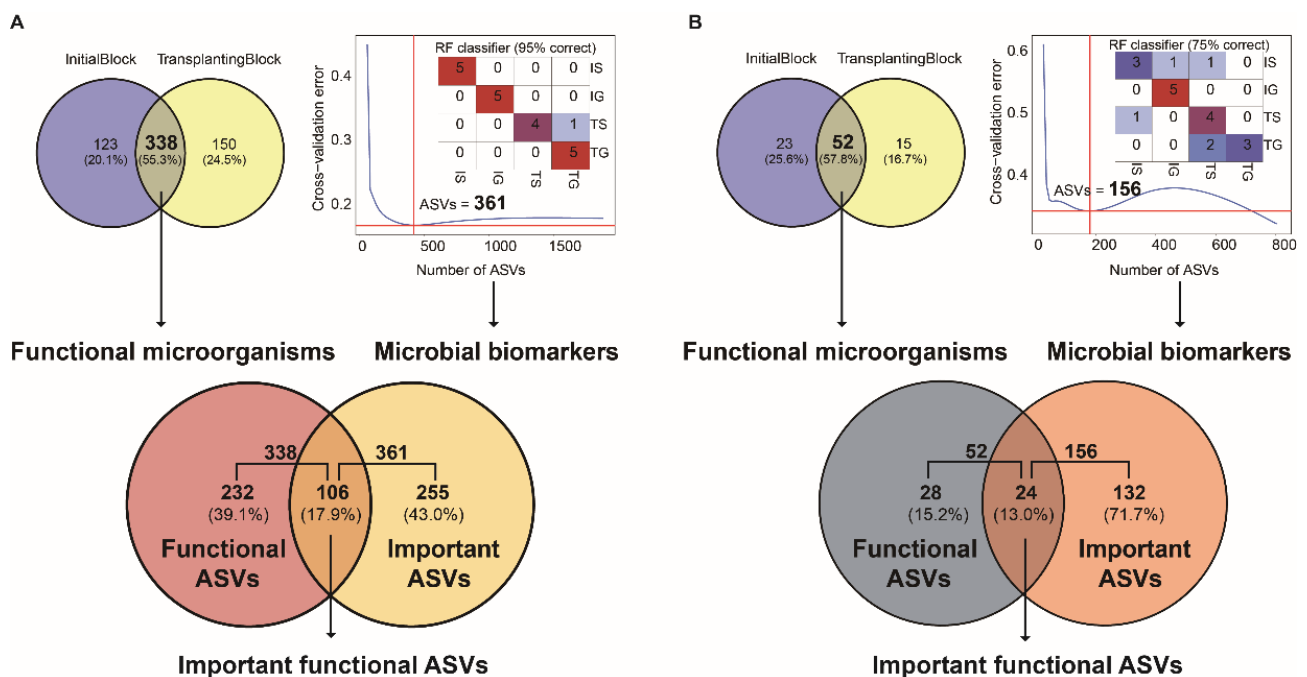 A
InitialBlock
TransplantingBlock
123
(20.1%)
338
(55.3%)
150
(24.5%)
Cross-validation error
0.4
0.3
0.2
RF classifier (95% correct)
5 0 0 0 IS
0 5 0 0 IG
0 0 4 1 TS
0 0 0 5 TG
IS IG TS TG
ASVs = 361
0 500 1000 1500
Number of ASVs
Functional microorganisms
Microbial biomarkers
338
361
232
(39.1%)
106
(17.9%)
255
(43.0%)
Functional
ASVs
Important
ASVs
Important functional ASVs
B
InitialBlock
TransplantingBlock
23
(25.6%)
52
(57.8%)
15
(16.7%)
Cross-validation error
0.6
0.5
0.4
RF classifier (75% correct)
3 1 1 0 IS
0 5 0 0 IG
1 0 4 0 TS
0 0 2 3 TG
IS IG TS TG
ASVs = 156
0 200 400 600 800
Number of ASVs
Functional microorganisms
Microbial biomarkers
52
156
28
(15.2%)
24
(13.0%)
132
(71.7%)
Functional
ASVs
Important
ASVs
Important functional ASVs